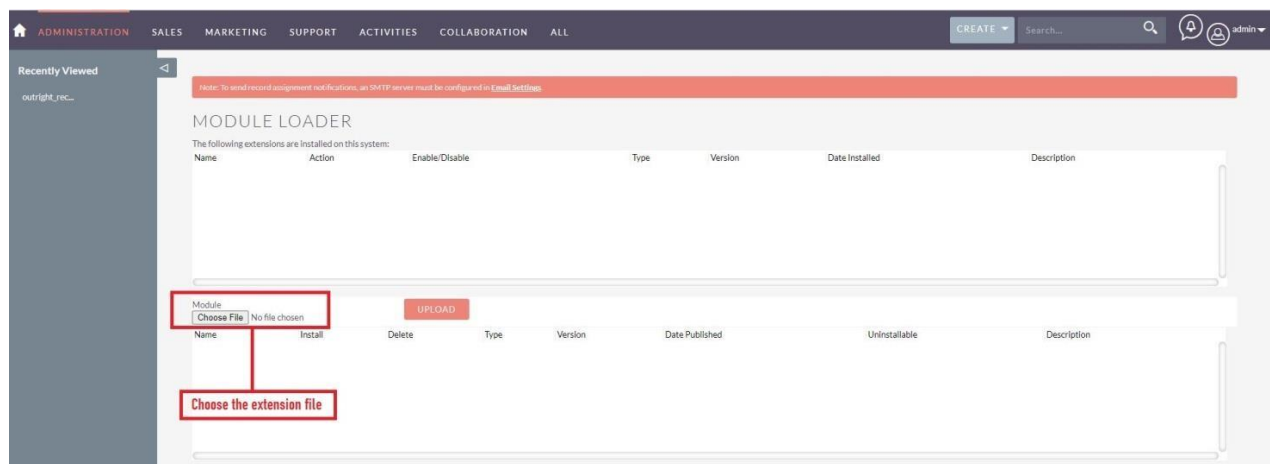 ADMINISTRATION SALES MARKETING SUPPORT ACTIVITIES COLLABORATION ALL CREATE Search... admin
Recently Viewed
outright_rec...
Note: To send record assignment notifications, an SMTP server must be configured in Email Settings.
MODULE LOADER
The following extensions are installed on this system:
Name Action Enable/Disable Type Version Date Installed Description
Module
Choose File No file chosen UPLOAD
Name Install Delete Type Version Date Published Uninstallable Description
Choose the extension file